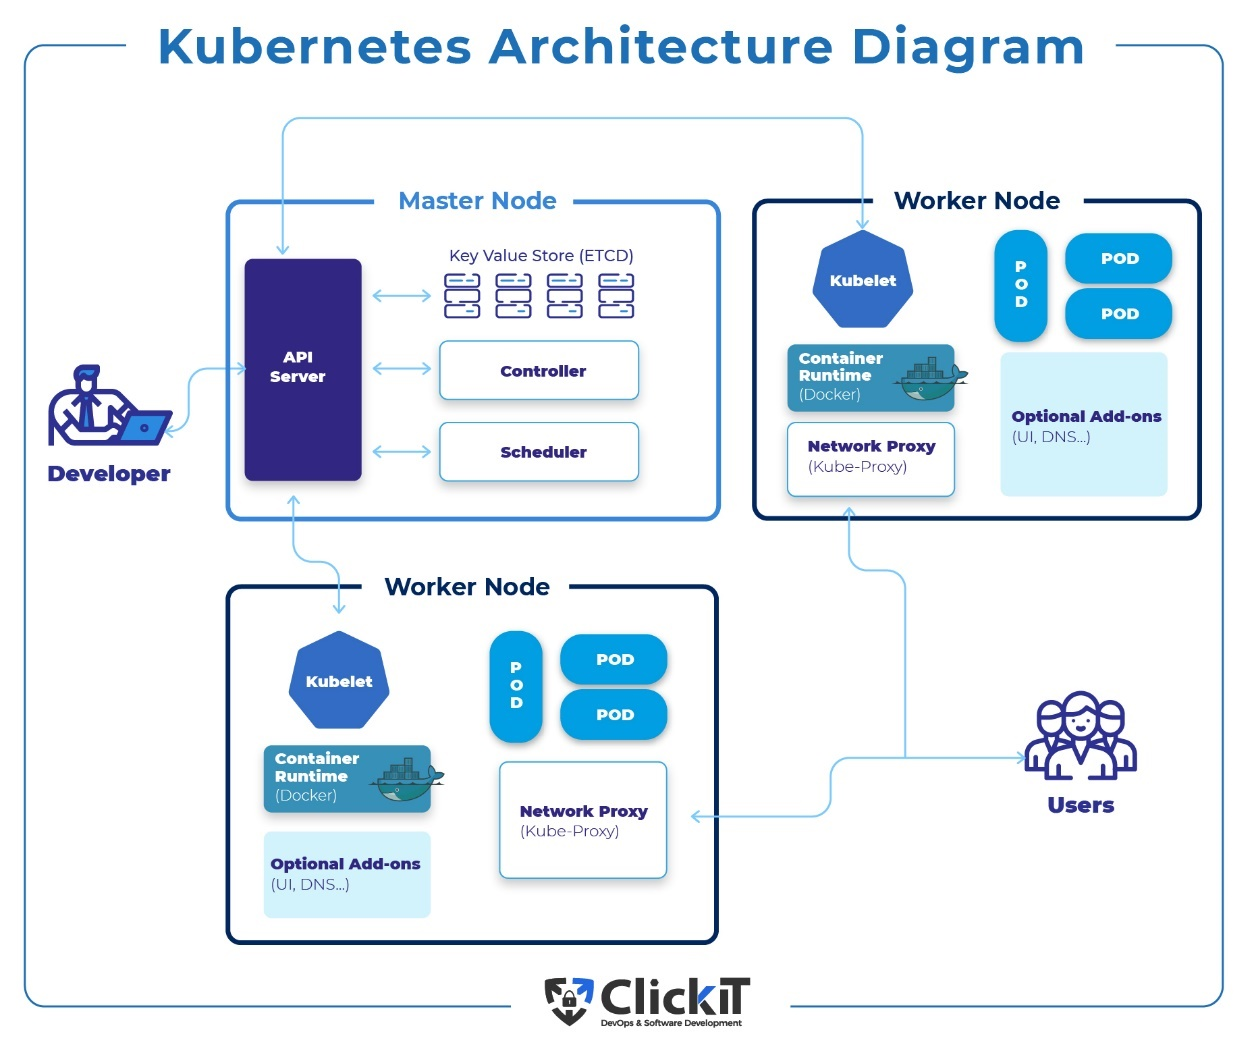 Kubernetes Architecture Diagram
Master Node
Key Value Store (ETCD)
API
Server
Controller
Scheduler
Developer
Worker Node
Kubelet
P
O
D
POD
POD
Container
Runtime
(Docker)
Optional Add-ons
(UI, DNS...)
Network Proxy
(Kube-Proxy)
Worker Node
Kubelet
P
O
D
POD
POD
Container
Runtime
(Docker)
Network Proxy
(Kube-Proxy)
Optional Add-ons
(UI, DNS...)
Users
ClickiT
DevOps & Software Development